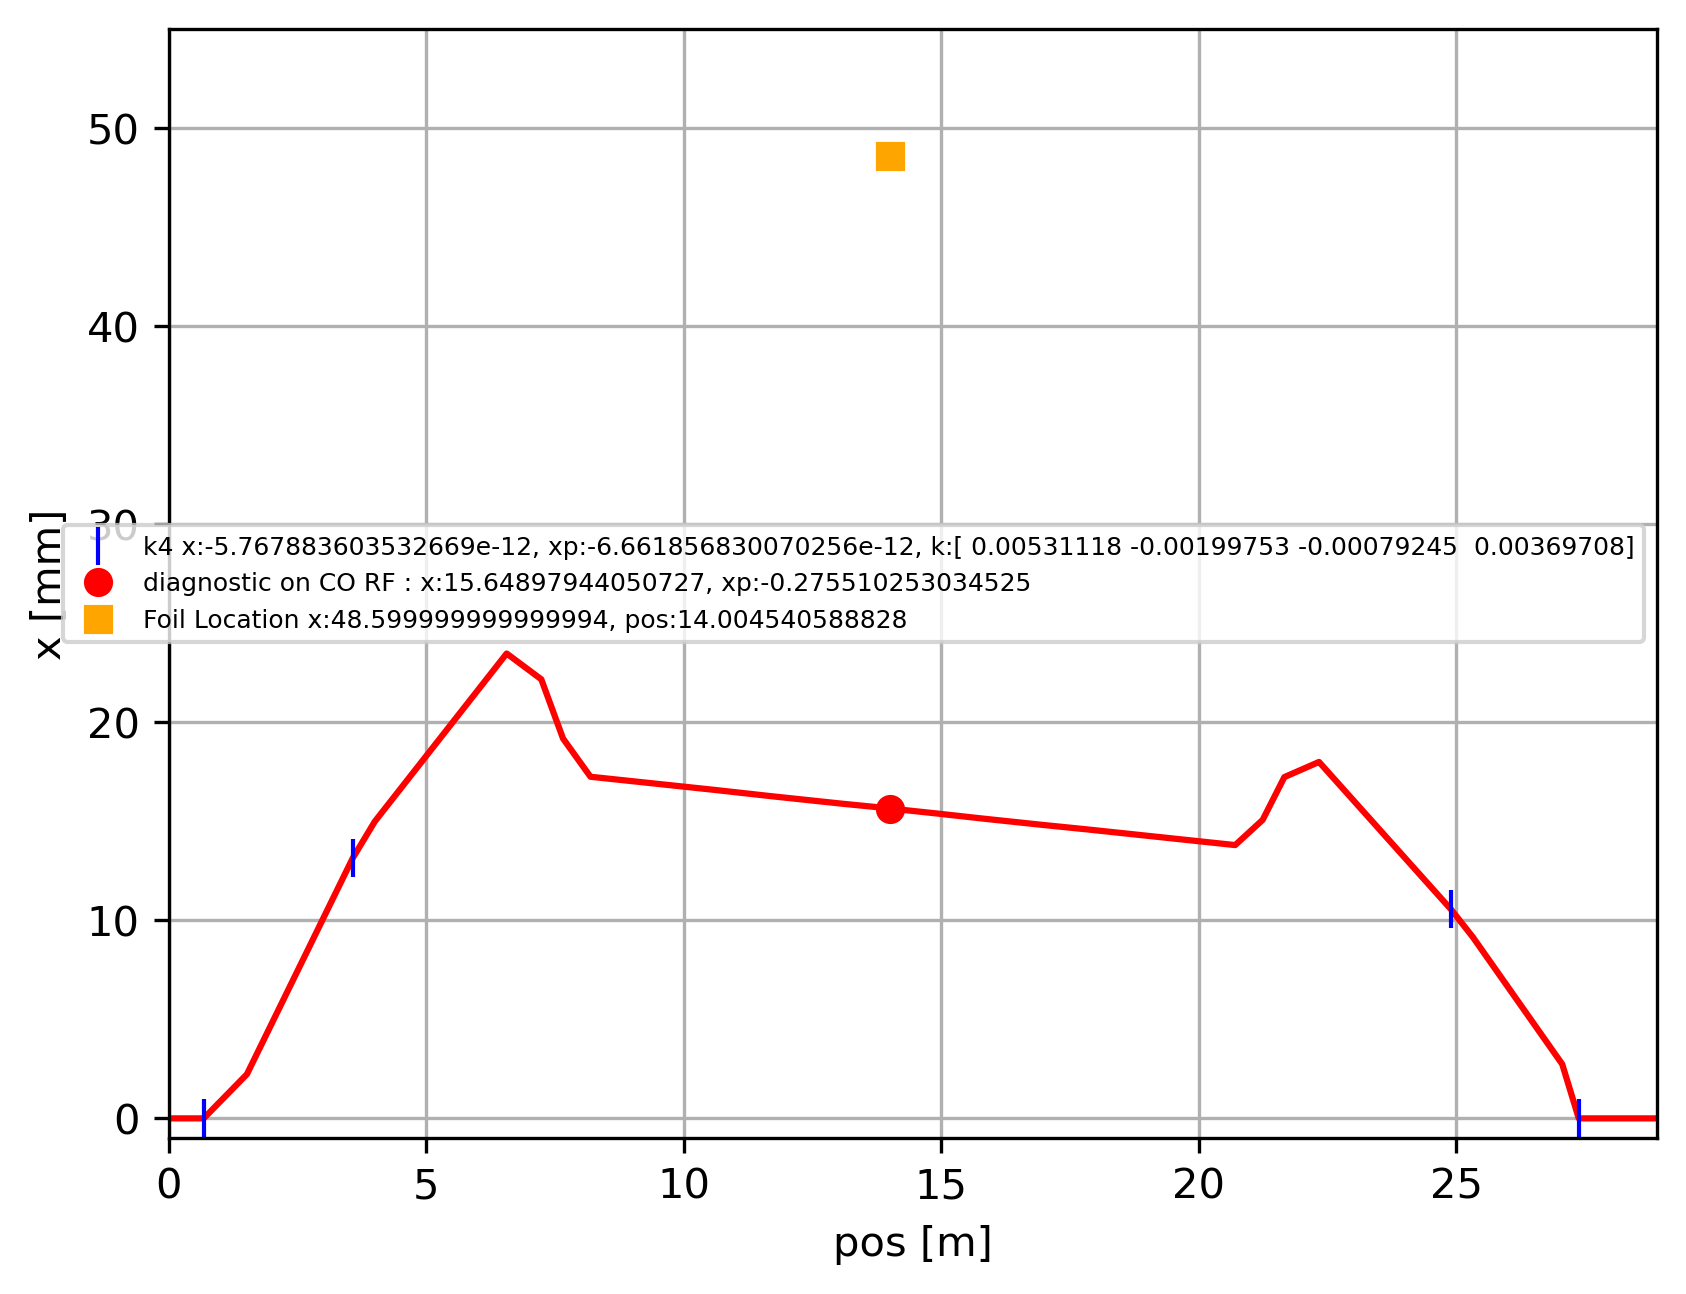 50
40
30
20
10
0
x [mm]
k4 x:-5.767883603532669e-12, xp:-6.661856830070256e-12, k:[ 0.00531118 -0.00199753 -0.00079245  0.00369708]
diagnostic on CO RF : x:15.64897944050727, xp:-0.275510253034525
Foil Location x:48.599999999999994, pos:14.004540588828
0 5 10 15 20 25
pos [m]